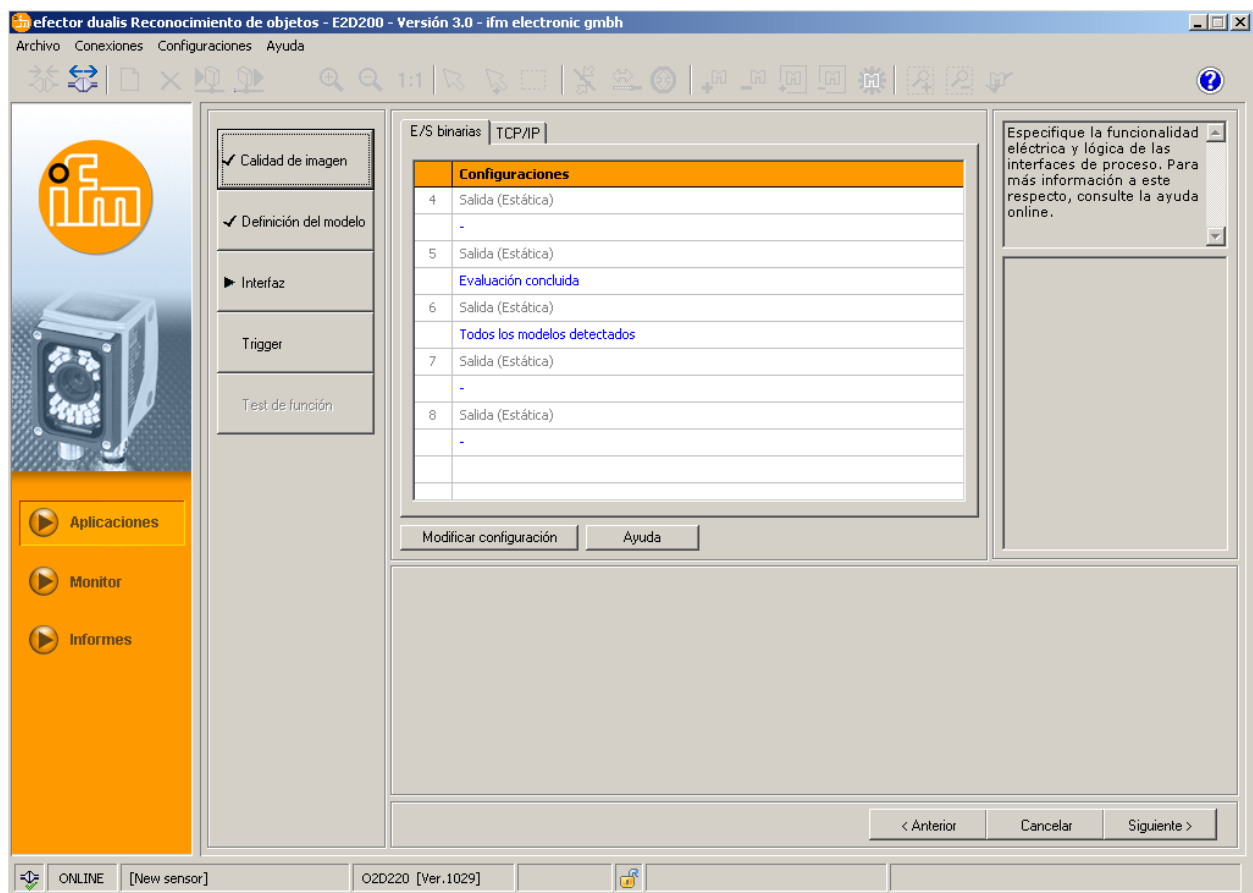 efector dualis Reconocimiento de objetos - E2D200 - Versión 3.0 - ifm electronic gmbh
Archivo Conexiones Configuraciones Ayuda
1:1
ifm
Calidad de imagen
Definición del modelo
Interfaz
Trigger
Test de función
E/S binarias TCP/IP
Configuraciones
4 Salida (Estática)
-
5 Salida (Estática)
Evaluación concluida
6 Salida (Estática)
Todos los modelos detectados
7 Salida (Estática)
-
8 Salida (Estática)
-
Modificar configuración Ayuda
Especifique la funcionalidad
eléctrica y lógica de las
interfaces de proceso. Para
más información a este
respecto, consulte la ayuda
online.
Aplicaciones
Monitor
Informes
< Anterior Cancelar Siguiente >
ONLINE [New sensor] O2D220 [Ver.1029]